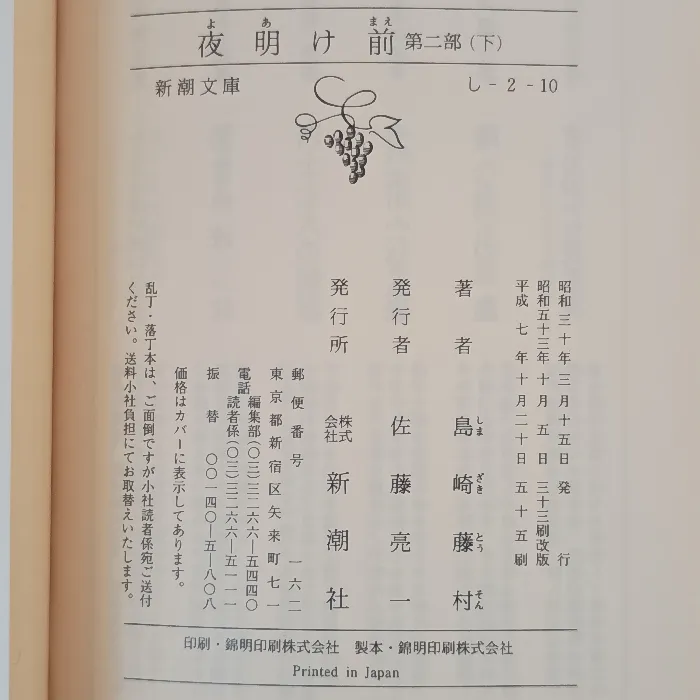 夜明け前 第二部（下）
新潮文庫 し-2-10
昭和三十年三月十五日 発行
昭和五十三年十月五日 三十三刷改版
平成七年十月二十日 五十五刷
著者 島崎藤村
発行者 佐藤亮一
発行所 株式会社 新潮社
郵便番号 一六二
東京都新宿区矢来町七一
電話 編集部(〇三)三二六六—五四四〇
読者係(〇三)三二六六—五一一一
振替 〇〇一四〇—五—八〇八
価格はカバーに表示してあります。
乱丁・落丁本は、ご面倒ですが小社読者係宛ご送付
ください。送料小社負担にてお取替えいたします。
印刷・錦明印刷株式会社 製本・錦明印刷株式会社
Printed in Japan